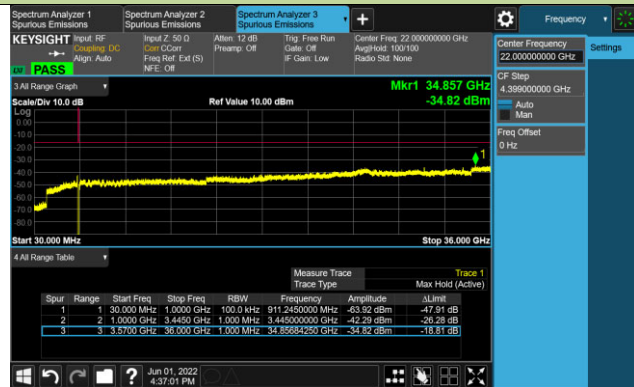 Spectrum Analyzer 1
Spurious Emissions
Spectrum Analyzer 2
Spurious Emissions
Spectrum Analyzer 3
Spurious Emissions
Frequency
KEYSIGHT
Input: RF
Coupling: DC
Align: Auto
Input Z: 50 Ω
Corr CCorr
Freq Ref: Ext (S)
NFE: Off
Atten: 12 dB
Preamp: Off
Trig: Free Run
Gate: Off
IF Gain: Low
Center Freq: 22.000000000 GHz
Avg|Hold: 100/100
Radio Std: None
PASS
Center Frequency
22.000000000 GHz
Settings
CF Step
4.399000000 GHz
Auto
Man
Freq Offset
0 Hz
3 All Range Graph
Mkr1 34.857 GHz
Scale/Div 10.0 dB
Ref Value 10.00 dBm
-34.82 dBm
Log
0.00
-10.0
-20.0
-30.0
-40.0
-50.0
-60.0
-70.0
-80.0
1
Start 30.000 MHz
Stop 36.000 GHz
4 All Range Table
Measure Trace
Trace 1
Trace Type
Max Hold (Active)
Spur Range Start Freq Stop Freq RBW Frequency Amplitude ΔLimit
1 1 30.000 MHz 1.0000 GHz 100.0 kHz 911.2450000 MHz -63.92 dBm -47.91 dB
2 2 1.0000 GHz 3.4450 GHz 1.000 MHz 3.445000000 GHz -42.29 dBm -26.28 dB
3 3 3.5700 GHz 36.000 GHz 1.000 MHz 34.85684250 GHz -34.82 dBm -18.81 dB
?
Jun 01, 2022
4:37:01 PM